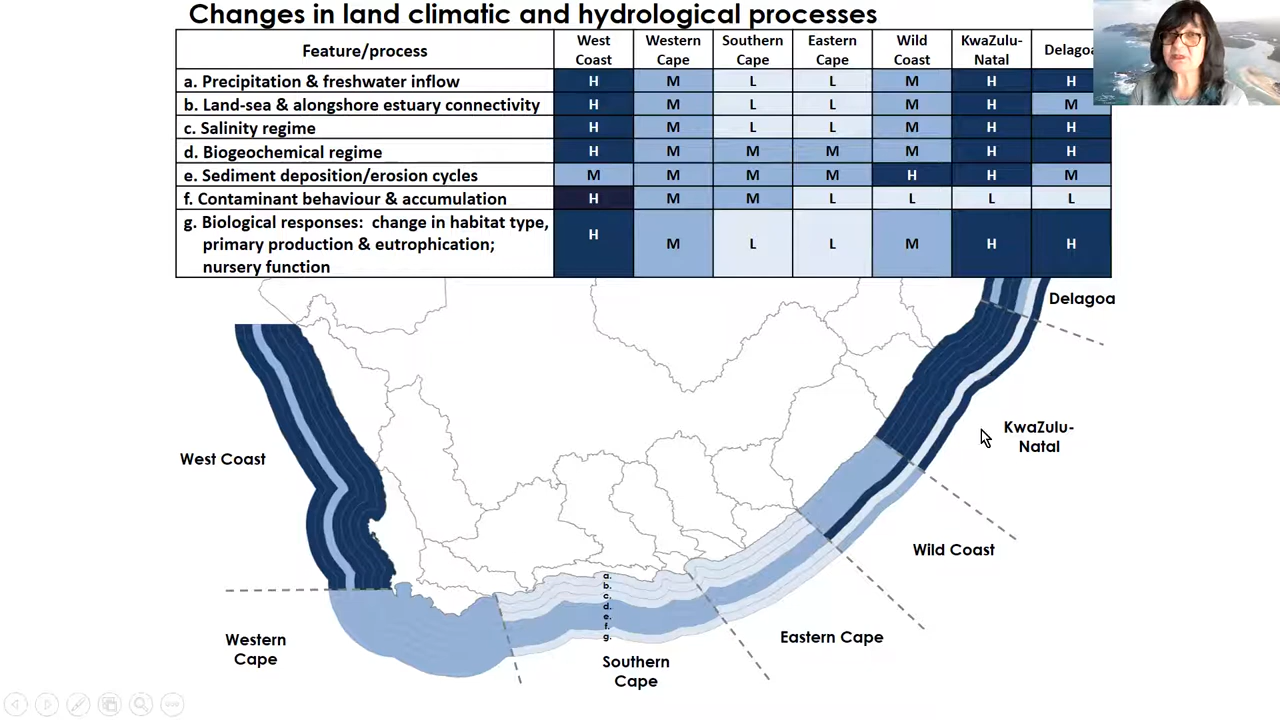 Changes in land climatic and hydrological processes
Feature/process West Coast Western Cape Southern Cape Eastern Cape Wild Coast KwaZulu-Natal Delagoa
a. Precipitation & freshwater inflow H M L L M H H
b. Land-sea & alongshore estuary connectivity H M L L M H M
c. Salinity regime H M L L M H H
d. Biogeochemical regime H M M M M H H
e. Sediment deposition/erosion cycles M M M M H H M
f. Contaminant behaviour & accumulation H M M L L L L
g. Biological responses: change in habitat type,
primary production & eutrophication;
nursery function H M L L M H H
Delagoa
KwaZulu-
Natal
West Coast
Wild Coast
a.
b.
c.
d.
e.
f.
g.
Western
Cape
Eastern Cape
Southern
Cape